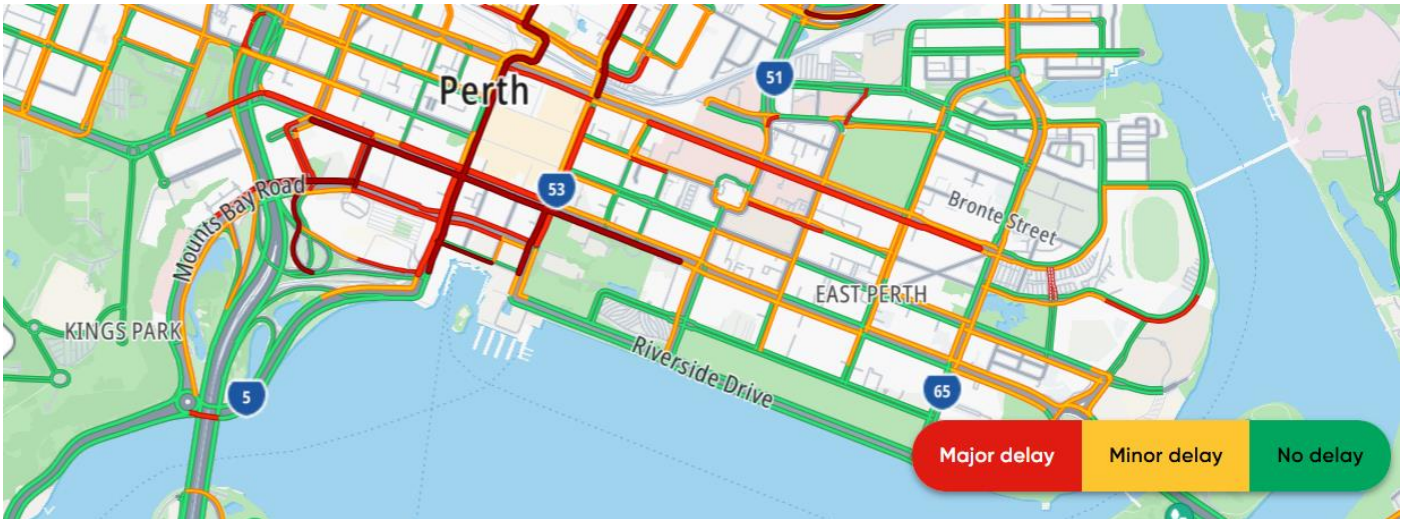 51
Perth
53
Mounts Bay Road
Bronte Street
EAST PERTH
KINGS PARK
Riverside Drive
5
65
Major delay
Minor delay
No delay